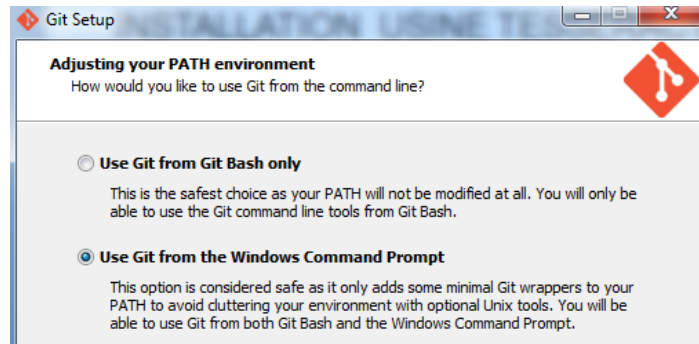 Git Setup
INSTALLATION USINE
Adjusting your PATH environment
How would you like to use Git from the command line?
Use Git from Git Bash only
This is the safest choice as your PATH will not be modified at all. You will only be
able to use the Git command line tools from Git Bash.
Use Git from the Windows Command Prompt
This option is considered safe as it only adds some minimal Git wrappers to your
PATH to avoid cluttering your environment with optional Unix tools. You will be
able to use Git from both Git Bash and the Windows Command Prompt.